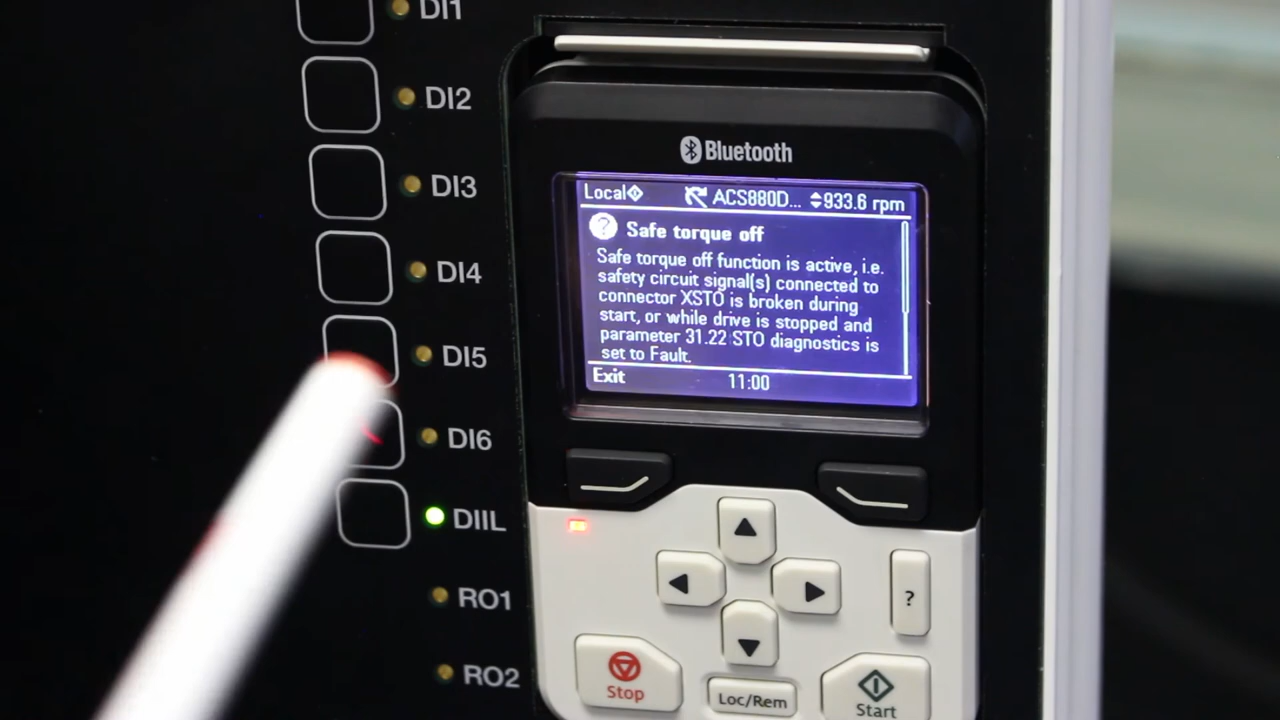 DI1
DI2
DI3
DI4
DI5
DI6
DIIL
RO1
RO2
Bluetooth
Local ACS880D... 933.6 rpm
? Safe torque off
Safe torque off function is active, i.e.
safety circuit signal(s) connected to
connector XSTO is broken during
start, or while drive is stopped and
parameter 31.22 STO diagnostics is
set to Fault.
Exit 11:00
?
Stop
Loc/Rem
Start